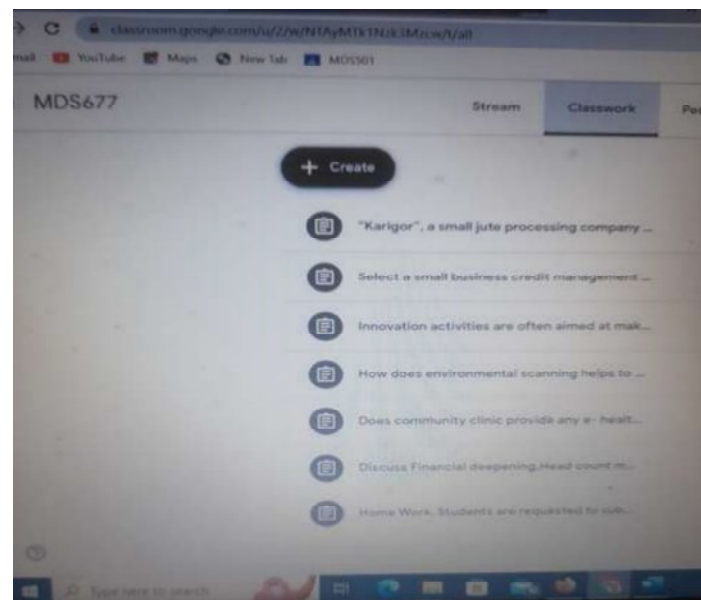 classroom.google.com/u/2/w/
mail YouTube Maps New Tab MDS501
MDS677 Stream Classwork Pe
+ Create
"Karigor", a small jute processing company ...
Select a small business credit management ...
Innovation activities are often aimed at mak...
How does environmental scanning helps to ...
Does community clinic provide any e- healt...
Discuss Financial deepening,Head count m...
Home Work, Students are requested to sub...
Type here to search